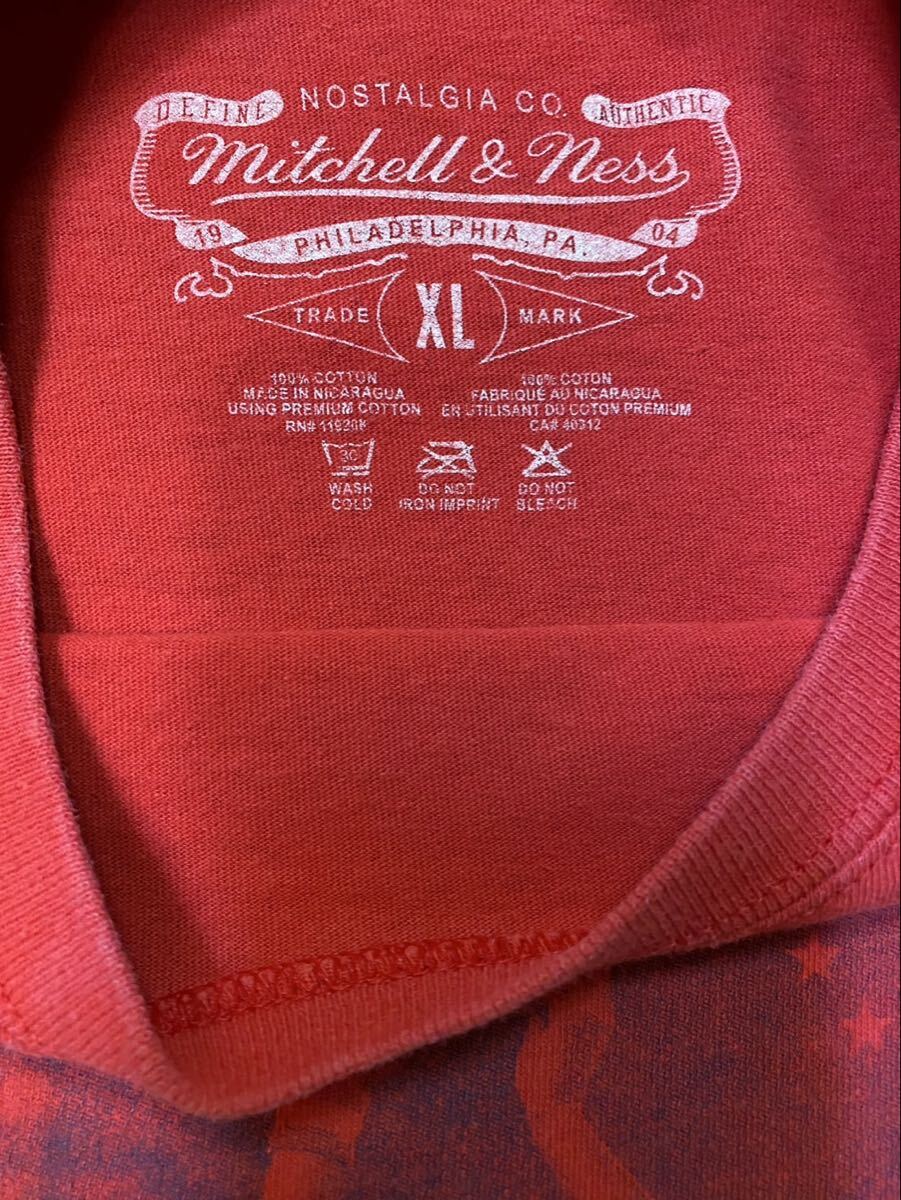 NOSTALGIA CO.
DEFINE AUTHENTIC
Mitchell & Ness
19 PHILADELPHIA, PA. 04
TRADE XL MARK
100% COTTON
MADE IN NICARAGUA
USING PREMIUM COTTON
RN#
100% COTON
FABRIQUÉ AU NICARAGUA
EN UTILISANT DU COTON PREMIUM
CA# 40312
30
WASH
COLD
DO NOT
IRON IMPRINT
DO NOT
BLEACH